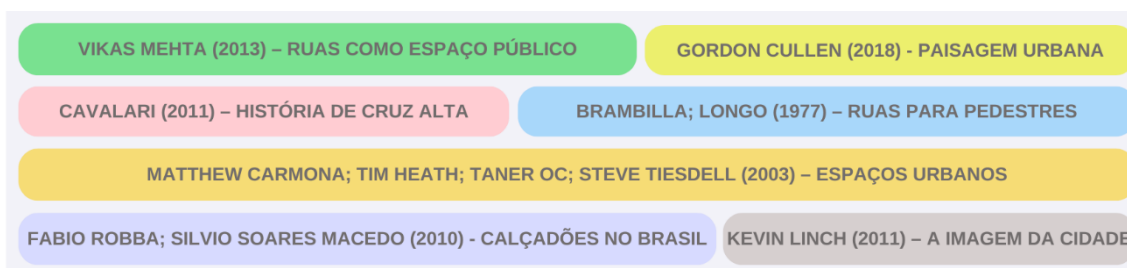 VIKAS MEHTA (2013) – RUAS COMO ESPAÇO PÚBLICO
GORDON CULLEN (2018) - PAISAGEM URBANA
CAVALARI (2011) – HISTÓRIA DE CRUZ ALTA
BRAMBILLA; LONGO (1977) – RUAS PARA PEDESTRES
MATTHEW CARMONA; TIM HEATH; TANER OC; STEVE TIESDELL (2003) – ESPAÇOS URBANOS
FABIO ROBBA; SILVIO SOARES MACEDO (2010) - CALÇADÕES NO BRASIL
KEVIN LINCH (2011) – A IMAGEM DA CIDADE